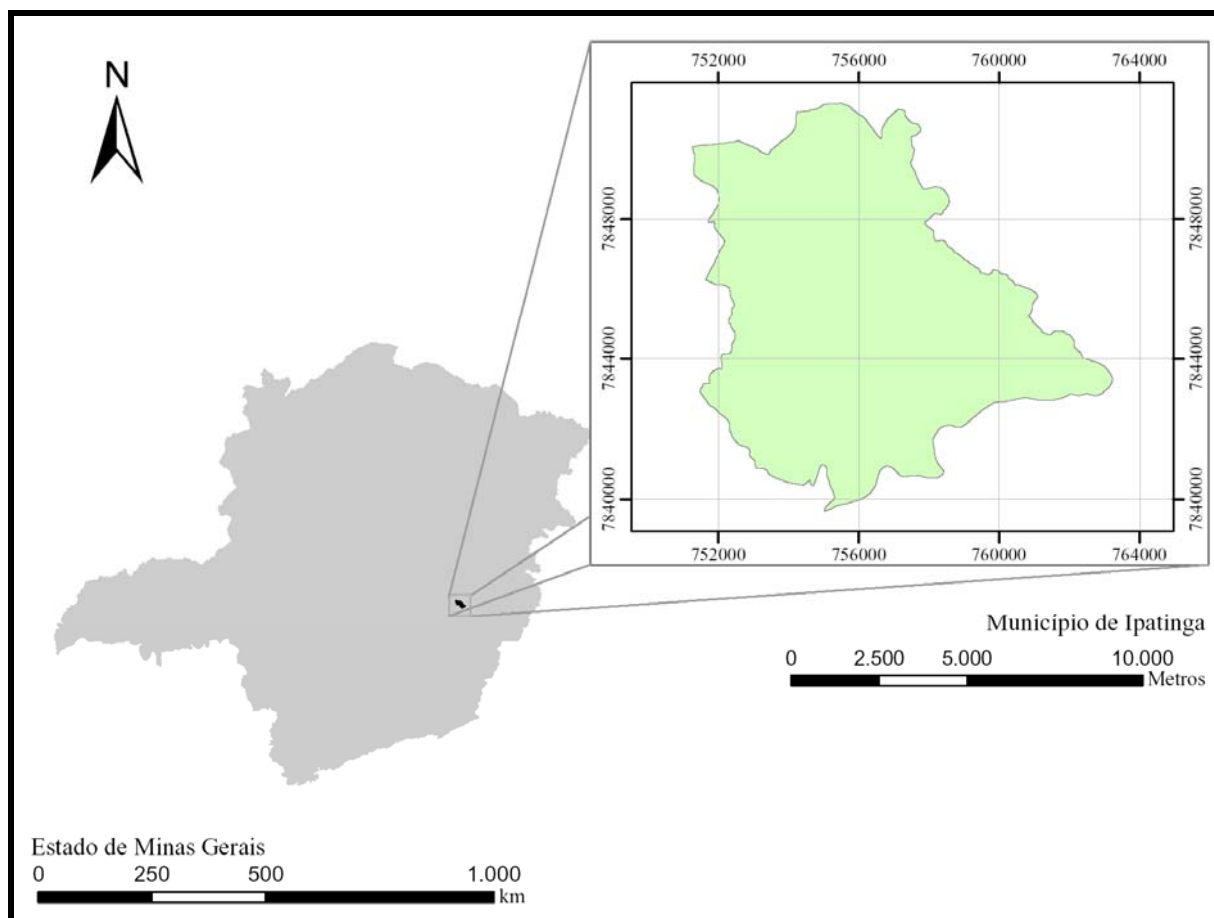 N
752000 756000 760000 764000
7848000 7848000
7844000 7844000
7840000 7840000
752000 756000 760000 764000
Município de Ipatinga
0 2.500 5.000 10.000
Metros
Estado de Minas Gerais
0 250 500 1.000
km